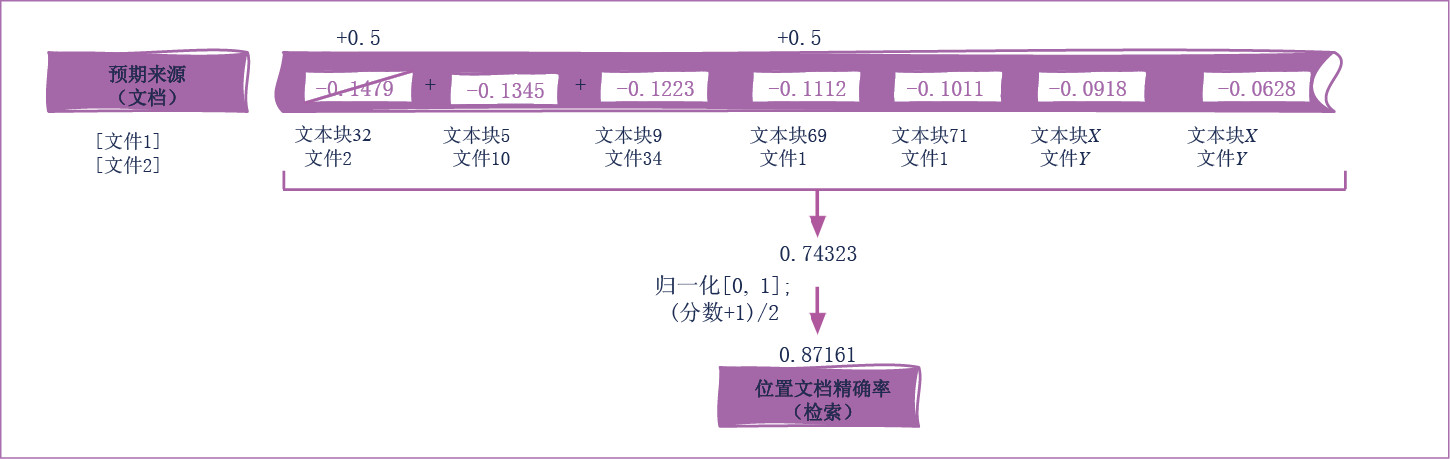 +0.5
+0.5
预期来源
（文档）
-0.1479 + -0.1345 + -0.1223 -0.1112 -0.1011 -0.0918 -0.0628
[文件1]
[文件2]
文本块32
文件2
文本块5
文件10
文本块9
文件34
文本块69
文件1
文本块71
文件1
文本块X
文件Y
文本块X
文件Y
0.74323
归一化[0, 1];
(分数+1)/2
0.87161
位置文档精确率
（检索）